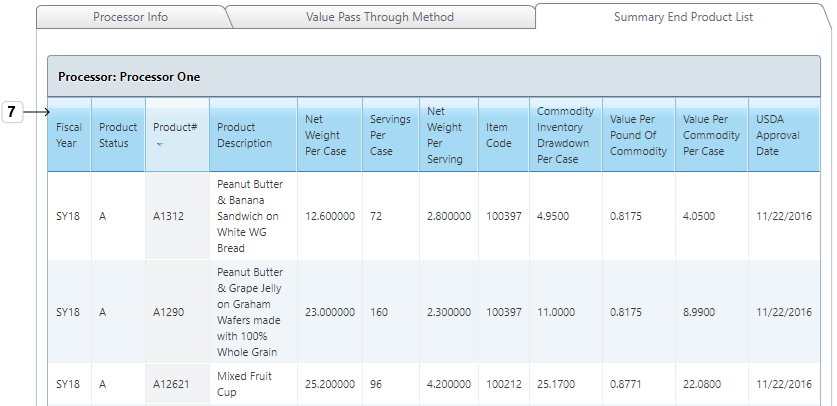 Processor Info Value Pass Through Method Summary End Product List
Processor: Processor One
7
Fiscal
Year
Product
Status
Product#
Product
Description
Net
Weight
Per Case
Servings
Per
Case
Net
Weight
Per
Serving
Item
Code
Commodity
Inventory
Drawdown
Per Case
Value Per
Pound Of
Commodity
Value Per
Commodity
Per Case
USDA
Approval
Date
SY18 A A1312
Peanut Butter
& Banana
Sandwich on
White WG
Bread
12.600000 72 2.800000 100397 4.9500 0.8175 4.0500 11/22/2016
SY18 A A1290
Peanut Butter
& Grape Jelly
on Graham
Wafers made
with 100%
Whole Grain
23.000000 160 2.300000 100397 11.0000 0.8175 8.9900 11/22/2016
SY18 A A12621
Mixed Fruit
Cup
25.200000 96 4.200000 100212 25.1700 0.8771 22.0800 11/22/2016